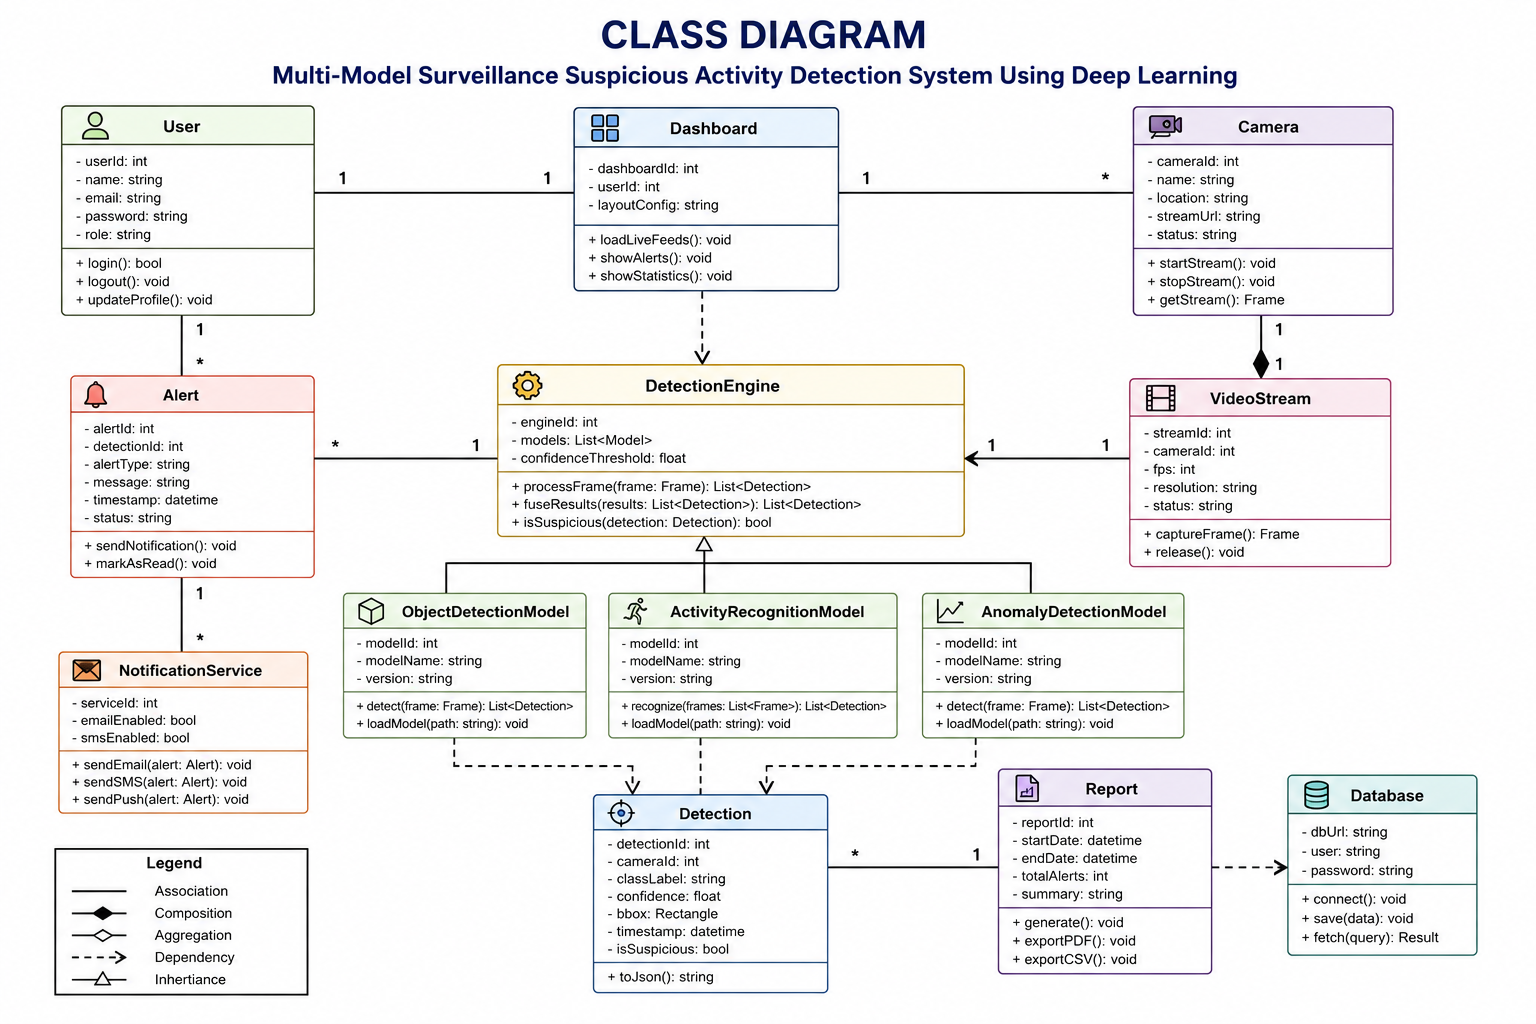 CLASS DIAGRAM
Multi-Model Surveillance Suspicious Activity Detection System Using Deep Learning
User
- userId: int
- name: string
- email: string
- password: string
- role: string
+ login(): bool
+ logout(): void
+ updateProfile(): void
1
1
Dashboard
- dashboardId: int
- userId: int
- layoutConfig: string
+ loadLiveFeeds(): void
+ showAlerts(): void
+ showStatistics(): void
1
*
Camera
- cameraId: int
- name: string
- location: string
- streamUrl: string
- status: string
+ startStream(): void
+ stopStream(): void
+ getStream(): Frame
1
*
1
1
Alert
- alertId: int
- detectionId: int
- alertType: string
- message: string
- timestamp: datetime
- status: string
+ sendNotification(): void
+ markAsRead(): void
*
1
DetectionEngine
- engineId: int
- models: List<Model>
- confidenceThreshold: float
+ processFrame(frame: Frame): List<Detection>
+ fuseResults(results: List<Detection>): List<Detection>
+ isSuspicious(detection: Detection): bool
1
1
VideoStream
- streamId: int
- cameraId: int
- fps: int
- resolution: string
- status: string
+ captureFrame(): Frame
+ release(): void
1
*
ObjectDetectionModel
- modelId: int
- modelName: string
- version: string
+ detect(frame: Frame): List<Detection>
+ loadModel(path: string): void
ActivityRecognitionModel
- modelId: int
- modelName: string
- version: string
+ recognize(frames: List<Frame>): List<Detection>
+ loadModel(path: string): void
AnomalyDetectionModel
- modelId: int
- modelName: string
- version: string
+ detect(frame: Frame): List<Detection>
+ loadModel(path: string): void
NotificationService
- serviceId: int
- emailEnabled: bool
- smsEnabled: bool
+ sendEmail(alert: Alert): void
+ sendSMS(alert: Alert): void
+ sendPush(alert: Alert): void
Detection
- detectionId: int
- cameraId: int
- classLabel: string
- confidence: float
- bbox: Rectangle
- timestamp: datetime
- isSuspicious: bool
+ toJson(): string
*
1
Report
- reportId: int
- startDate: datetime
- endDate: datetime
- totalAlerts: int
- summary: string
+ generate(): void
+ exportPDF(): void
+ exportCSV(): void
Database
- dbUrl: string
- user: string
- password: string
+ connect(): void
+ save(data): void
+ fetch(query): Result
Legend
Association
Composition
Aggregation
Dependency
Inhertiance